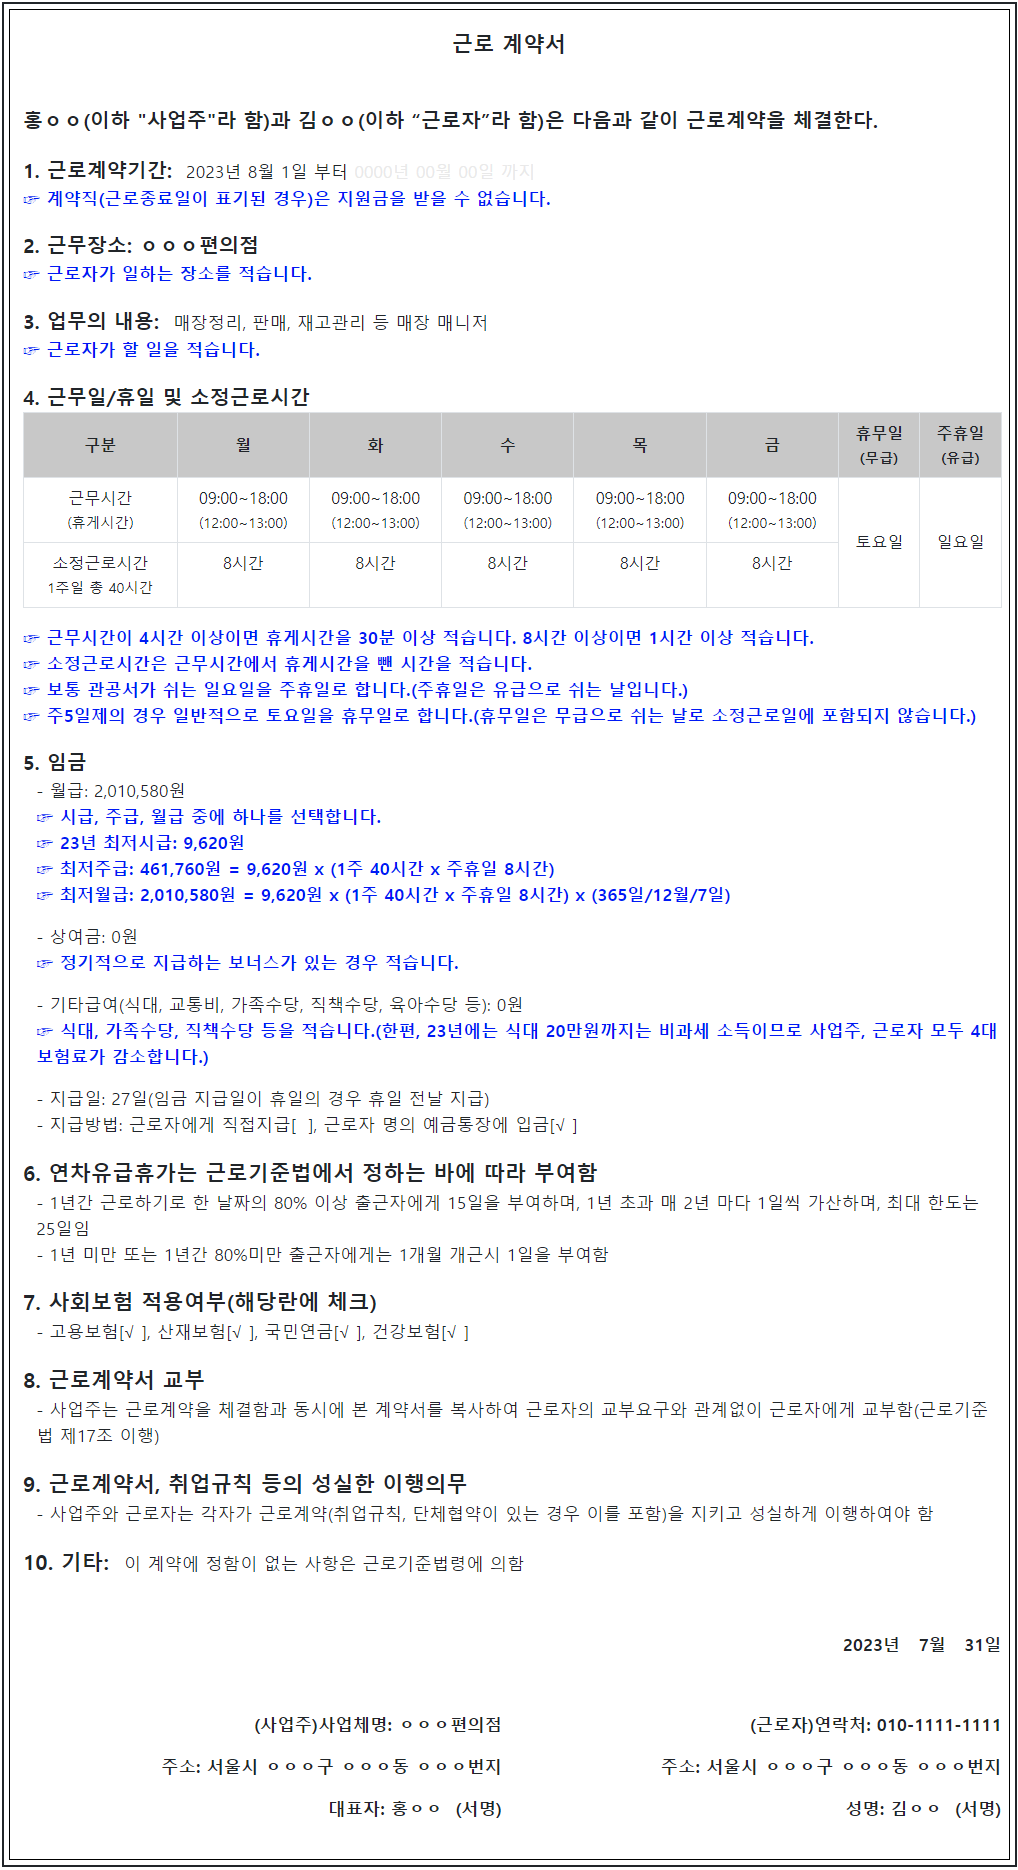 근로 계약서
홍ㅇㅇ(이하 "사업주"라 함)과 김ㅇㅇ(이하 “근로자”라 함)은 다음과 같이 근로계약을 체결한다.
1. 근로계약기간: 2023년 8월 1일 부터 0000년 00월 00일 까지
☞ 계약직(근로종료일이 표기된 경우)은 지원금을 받을 수 없습니다.
2. 근무장소: ㅇㅇㅇ편의점
☞ 근로자가 일하는 장소를 적습니다.
3. 업무의 내용: 매장정리, 판매, 재고관리 등 매장 매니저
☞ 근로자가 할 일을 적습니다.
4. 근무일/휴일 및 소정근로시간
구분 월 화 수 목 금 휴무일 주휴일
(무급) (유급)
근무시간 09:00~18:00 09:00~18:00 09:00~18:00 09:00~18:00 09:00~18:00
(휴게시간) (12:00~13:00) (12:00~13:00) (12:00~13:00) (12:00~13:00) (12:00~13:00)
토요일 일요일
소정근로시간 8시간 8시간 8시간 8시간 8시간
1주일 총 40시간
☞ 근무시간이 4시간 이상이면 휴게시간을 30분 이상 적습니다. 8시간 이상이면 1시간 이상 적습니다.
☞ 소정근로시간은 근무시간에서 휴게시간을 뺀 시간을 적습니다.
☞ 보통 관공서가 쉬는 일요일을 주휴일로 합니다.(주휴일은 유급으로 쉬는 날입니다.)
☞ 주5일제의 경우 일반적으로 토요일을 휴무일로 합니다.(휴무일은 무급으로 쉬는 날로 소정근로일에 포함되지 않습니다.)
5. 임금
- 월급: 2,010,580원
☞ 시급, 주급, 월급 중에 하나를 선택합니다.
☞ 23년 최저시급: 9,620원
☞ 최저주급: 461,760원 = 9,620원 x (1주 40시간 x 주휴일 8시간)
☞ 최저월급: 2,010,580원 = 9,620원 x (1주 40시간 x 주휴일 8시간) x (365일/12월/7일)
- 상여금: 0원
☞ 정기적으로 지급하는 보너스가 있는 경우 적습니다.
- 기타급여(식대, 교통비, 가족수당, 직책수당, 육아수당 등): 0원
☞ 식대, 가족수당, 직책수당 등을 적습니다.(한편, 23년에는 식대 20만원까지는 비과세 소득이므로 사업주, 근로자 모두 4대
보험료가 감소합니다.)
- 지급일: 27일(임금 지급일이 휴일의 경우 휴일 전날 지급)
- 지급방법: 근로자에게 직접지급[ ], 근로자 명의 예금통장에 입금[√ ]
6. 연차유급휴가는 근로기준법에서 정하는 바에 따라 부여함
- 1년간 근로하기로 한 날짜의 80% 이상 출근자에게 15일을 부여하며, 1년 초과 매 2년 마다 1일씩 가산하며, 최대 한도는
25일임
- 1년 미만 또는 1년간 80%미만 출근자에게는 1개월 개근시 1일을 부여함
7. 사회보험 적용여부(해당란에 체크)
- 고용보험[√ ], 산재보험[√ ], 국민연금[√ ], 건강보험[√ ]
8. 근로계약서 교부
- 사업주는 근로계약을 체결함과 동시에 본 계약서를 복사하여 근로자의 교부요구와 관계없이 근로자에게 교부함(근로기준
법 제17조 이행)
9. 근로계약서, 취업규칙 등의 성실한 이행의무
- 사업주와 근로자는 각자가 근로계약(취업규칙, 단체협약이 있는 경우 이를 포함)을 지키고 성실하게 이행하여야 함
10. 기타: 이 계약에 정함이 없는 사항은 근로기준법령에 의함
2023년 7월 31일
(사업주)사업체명: ㅇㅇㅇ편의점 (근로자)연락처: 010-1111-1111
주소: 서울시 ㅇㅇㅇ구 ㅇㅇㅇ동 ㅇㅇㅇ번지 주소: 서울시 ㅇㅇㅇ구 ㅇㅇㅇ동 ㅇㅇㅇ번지
대표자: 홍ㅇㅇ (서명) 성명: 김ㅇㅇ (서명)